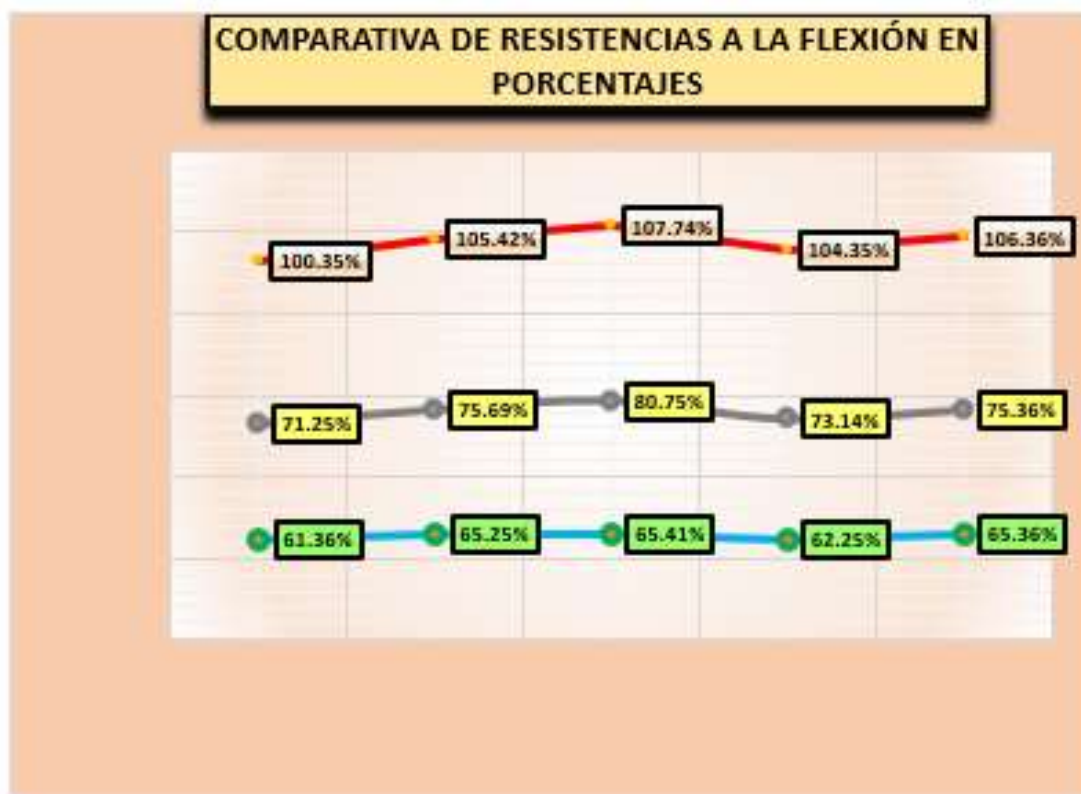 COMPARATIVA DE RESISTENCIAS A LA FLEXIÓN EN
PORCENTAJES
100.35% 105.42% 107.74% 104.35% 106.36%
71.25% 75.69% 80.75% 73.14% 75.36%
61.36% 65.25% 65.41% 62.25% 65.36%